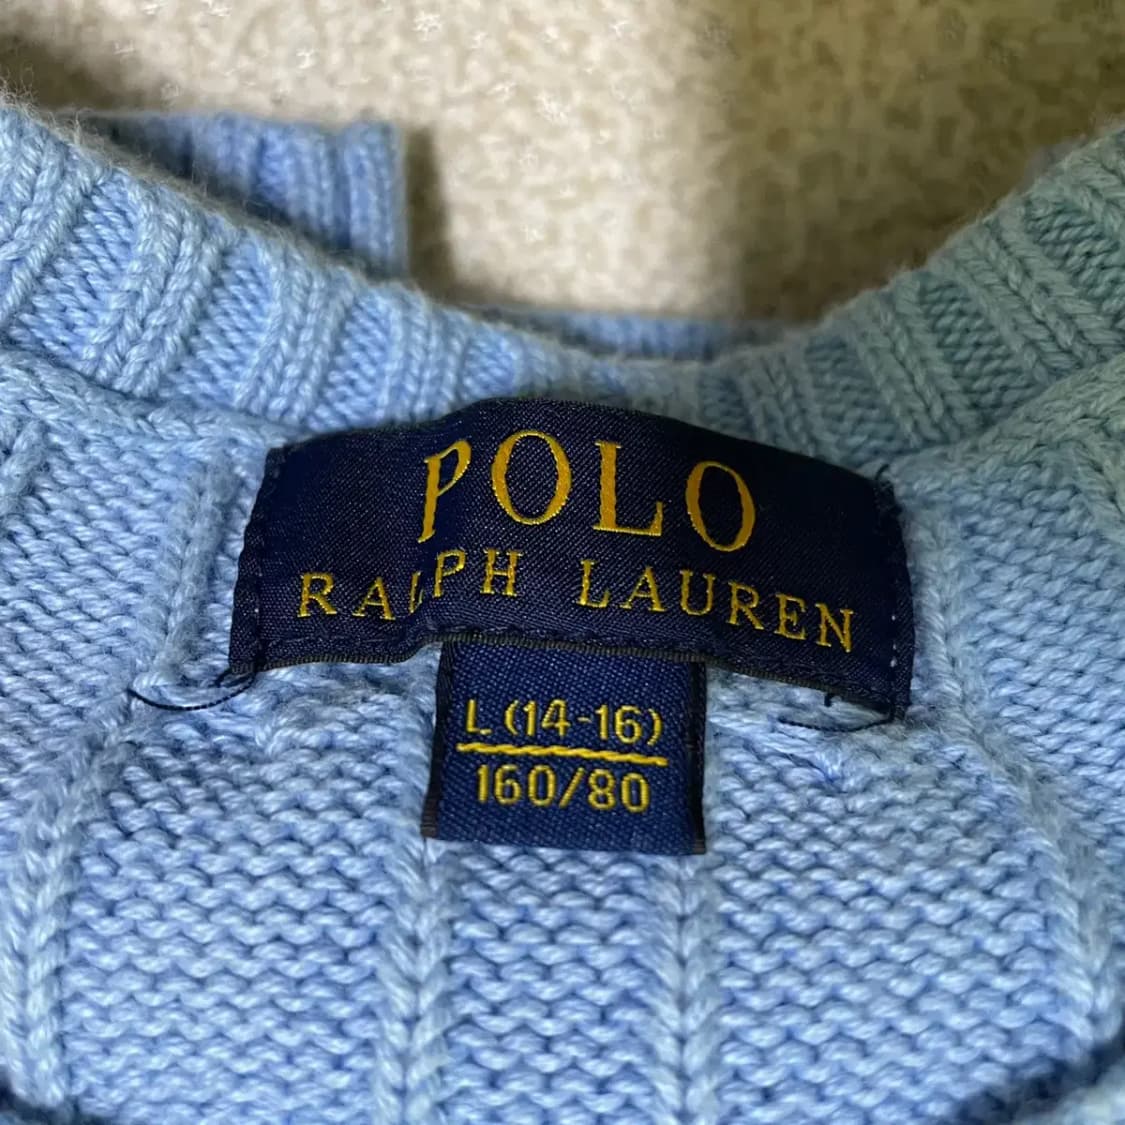 POLO
RALPH LAUREN
L (14-16)
160/80